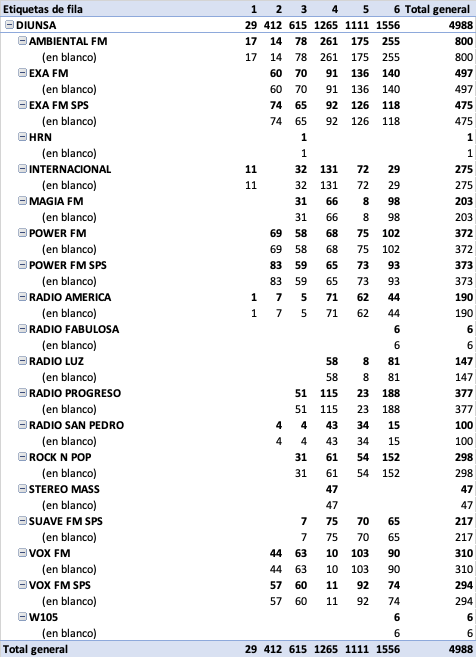 Etiquetas de fila 1 2 3 4 5 6 Total general
DIUNSA 29 412 615 1265 1111 1556 4988
AMBIENTAL FM 17 14 78 261 175 255 800
(en blanco) 17 14 78 261 175 255 800
EXA FM 60 70 91 136 140 497
(en blanco) 60 70 91 136 140 497
EXA FM SPS 74 65 92 126 118 475
(en blanco) 74 65 92 126 118 475
HRN 1 1
(en blanco) 1 1
INTERNACIONAL 11 32 131 72 29 275
(en blanco) 11 32 131 72 29 275
MAGIA FM 31 66 8 98 203
(en blanco) 31 66 8 98 203
POWER FM 69 58 68 75 102 372
(en blanco) 69 58 68 75 102 372
POWER FM SPS 83 59 65 73 93 373
(en blanco) 83 59 65 73 93 373
RADIO AMERICA 1 7 5 71 62 44 190
(en blanco) 1 7 5 71 62 44 190
RADIO FABULOSA 6 6
(en blanco) 6 6
RADIO LUZ 58 8 81 147
(en blanco) 58 8 81 147
RADIO PROGRESO 51 115 23 188 377
(en blanco) 51 115 23 188 377
RADIO SAN PEDRO 4 4 43 34 15 100
(en blanco) 4 4 43 34 15 100
ROCK N POP 31 61 54 152 298
(en blanco) 31 61 54 152 298
STEREO MASS 47 47
(en blanco) 47 47
SUAVE FM SPS 7 75 70 65 217
(en blanco) 7 75 70 65 217
VOX FM 44 63 10 103 90 310
(en blanco) 44 63 10 103 90 310
VOX FM SPS 57 60 11 92 74 294
(en blanco) 57 60 11 92 74 294
W105 6 6
(en blanco) 6 6
Total general 29 412 615 1265 1111 1556 4988